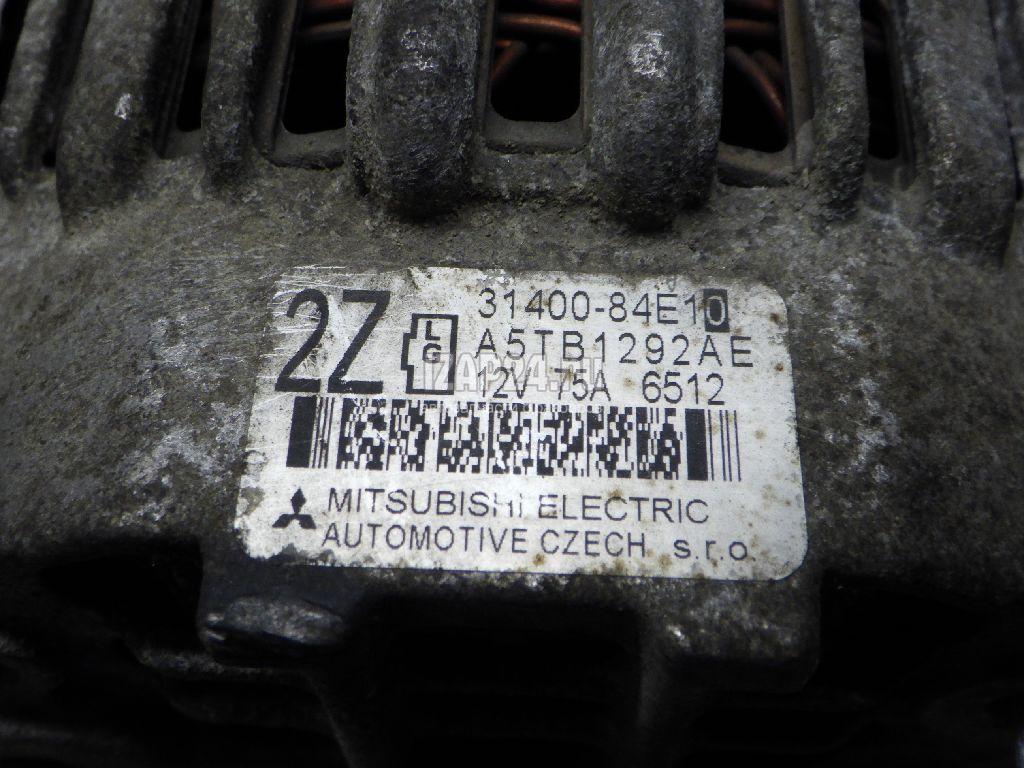 2Z
L
G
31400-84E10
A5TB1292AE
12V 75A 6512
MITSUBISHI ELECTRIC
AUTOMOTIVE CZECH s.r.o.